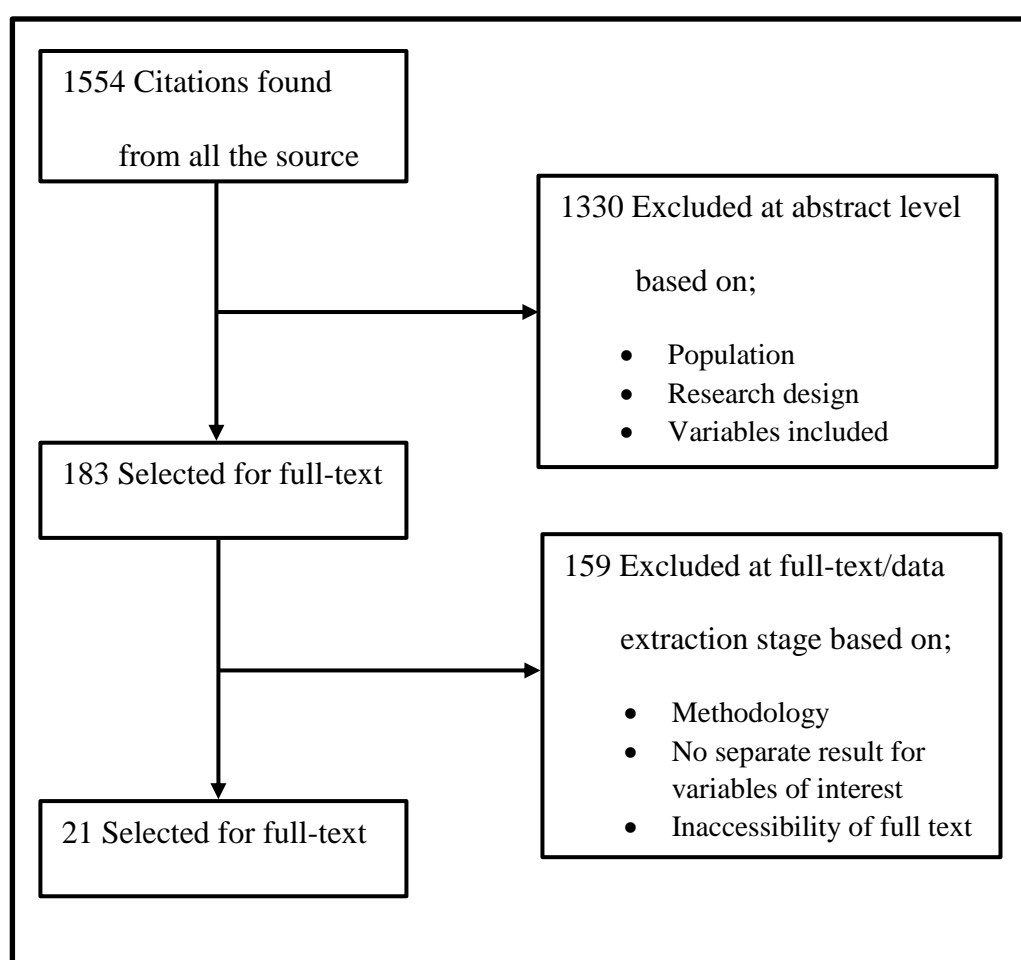 1554 Citations found
from all the source
1330 Excluded at abstract level
based on;
• Population
• Research design
• Variables included
183 Selected for full-text
159 Excluded at full-text/data
extraction stage based on;
• Methodology
• No separate result for
variables of interest
• Inaccessibility of full text
21 Selected for full-text